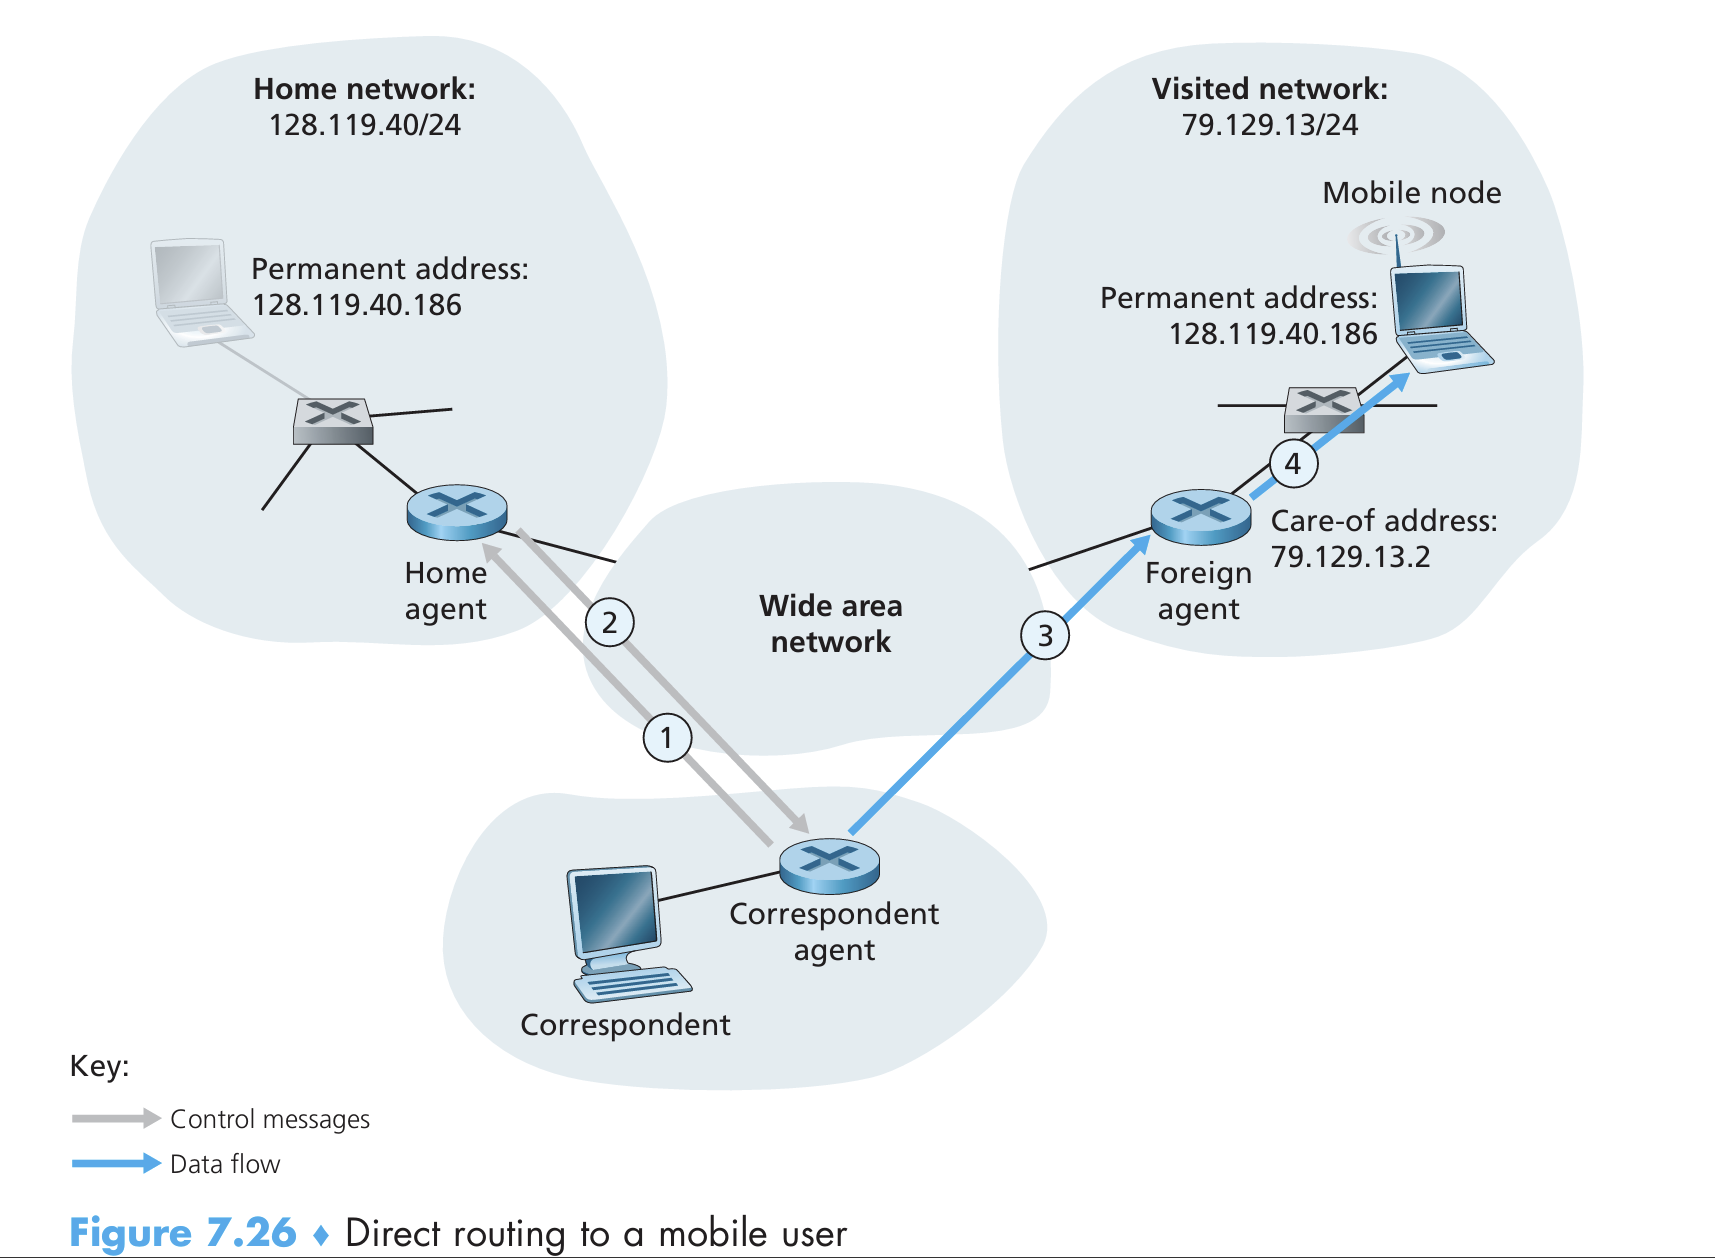 Home network:
128.119.40/24
Visited network:
79.129.13/24
Mobile node
Permanent address:
128.119.40.186
Permanent address:
128.119.40.186
4
Care-of address:
79.129.13.2
Home
agent
Foreign
agent
Wide area
network
2
3
1
Correspondent
agent
Correspondent
Key:
Control messages
Data flow
Figure 7.26 ♦ Direct routing to a mobile user